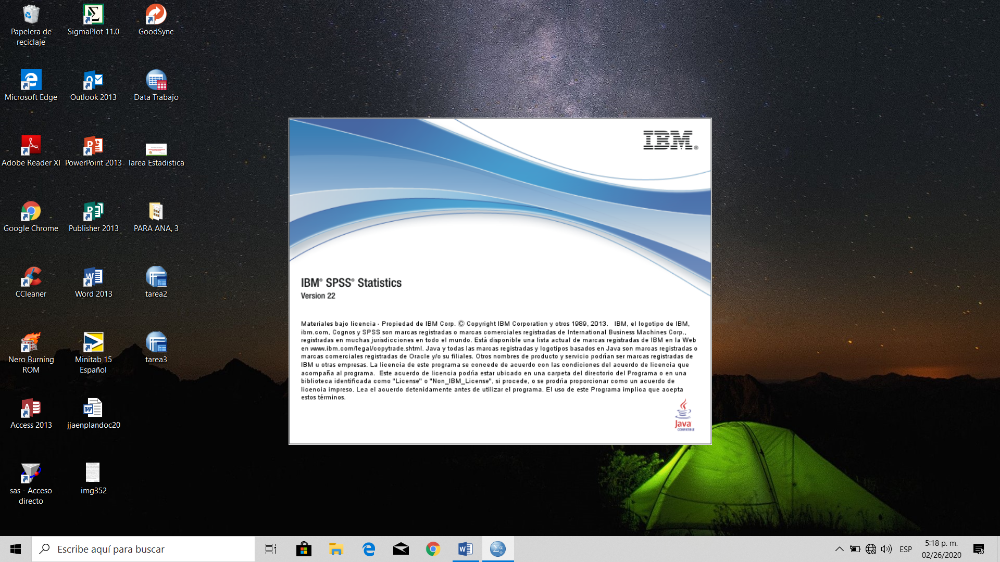 Papelera de
reciclaje
SigmaPlot 11.0
GoodSync
Microsoft Edge
Outlook 2013
Data Trabajo
Adobe Reader XI
PowerPoint 2013
Tarea Estadistica
Google Chrome
Publisher 2013
PARA ANA, 3
CCleaner
Word 2013
tarea2
Nero Burning
ROM
Minitab 15
Español
tarea3
Access 2013
jjaenplandoc20
sas - Acceso
directo
img352
IBM®
IBM® SPSS® Statistics
Version 22
Materiales bajo licencia - Propiedad de IBM Corp. © Copyright IBM Corporation y otros 1989, 2013. IBM, el logotipo de IBM,
ibm.com, Cognos y SPSS son marcas registradas o marcas comerciales registradas de International Business Machines Corp.,
registradas en muchas jurisdicciones en todo el mundo. Está disponible una lista actual de marcas registradas de IBM en la Web
en www.ibm.com/legal/copytrade.shtml. Java y todas las marcas registradas y logotipos basados en Java son marcas registradas o
marcas comerciales registradas de Oracle y/o su filiales. Otros nombres de producto y servicio podrían ser marcas registradas de
IBM u otras empresas. La licencia de este programa se concede de acuerdo con las condiciones del acuerdo de licencia que
acompaña al programa. Este acuerdo de licencia podría estar ubicado en una carpeta del directorio del Programa o en una
biblioteca identificada como "License" o "Non_IBM_License", si procede, o se prodría proporcionar como un acuerdo de
licencia impreso. Lea el acuerdo detenidamente antes de utilizar el programa. El uso de este Programa implica que acepta
estos términos.
Java
COMPATIBLE
Escribe aquí para buscar
ESP
5:18 p. m.
02/26/2020